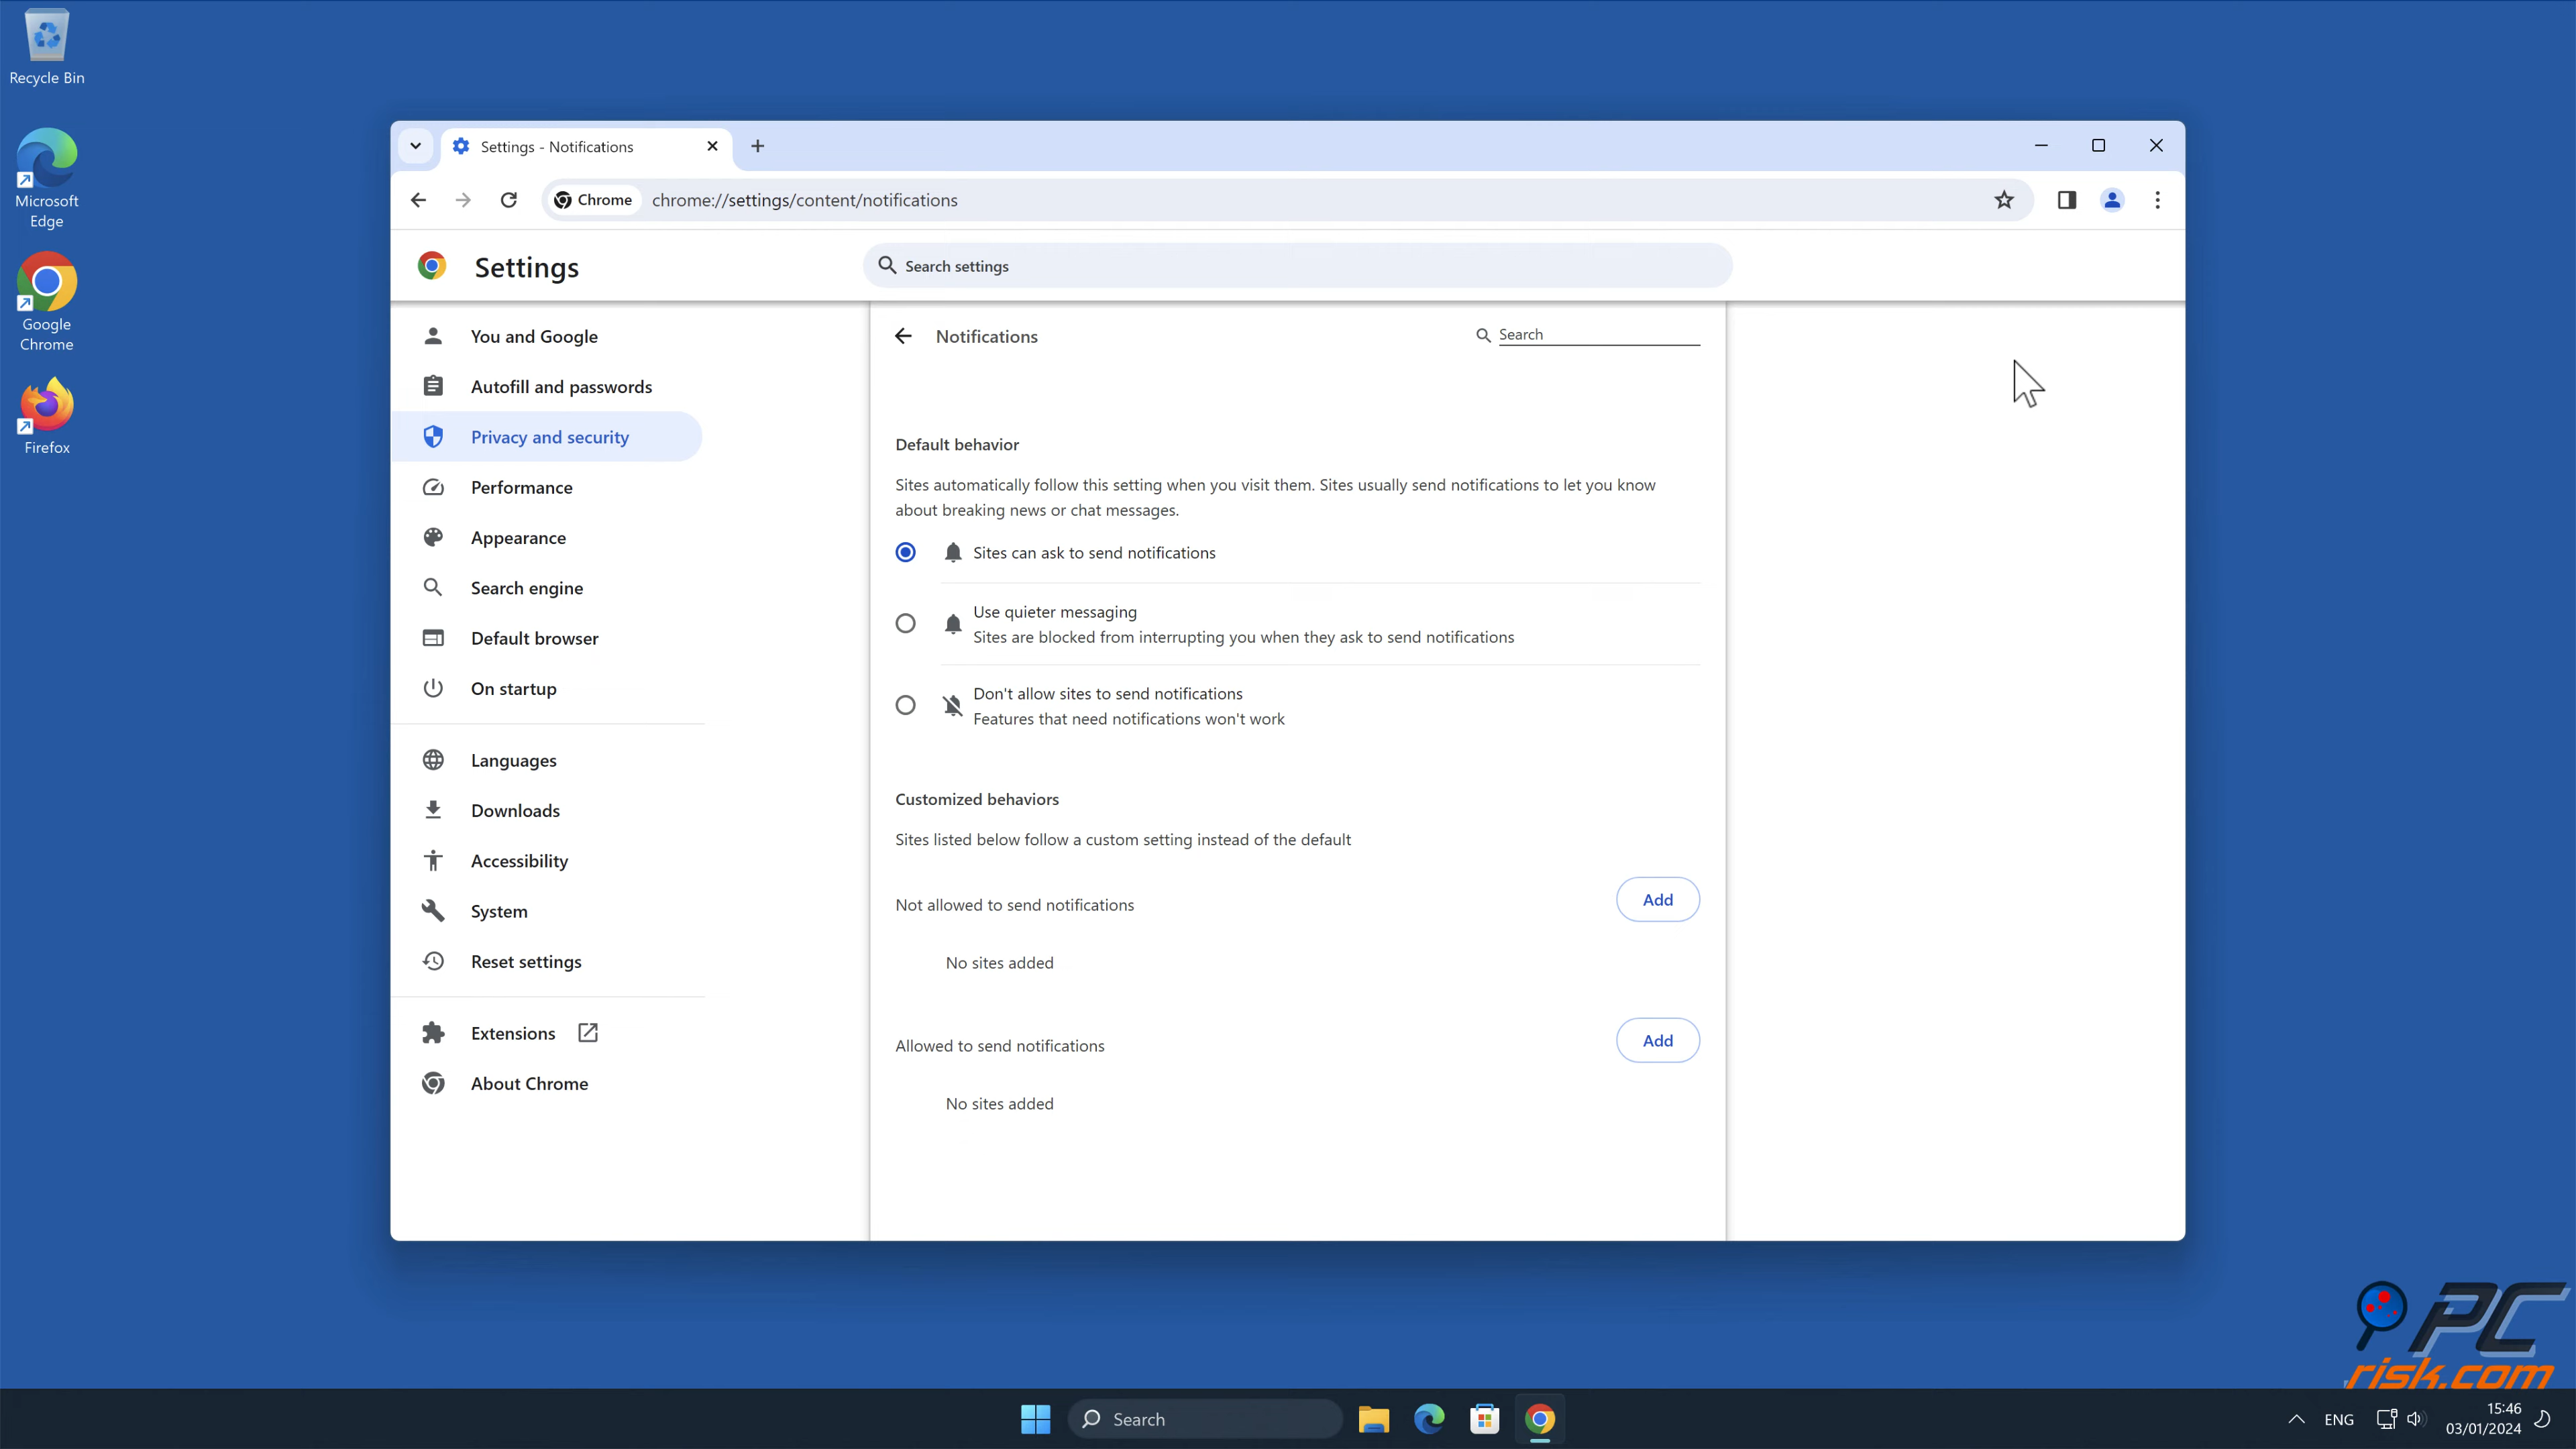 Recycle Bin
Microsoft
Edge
Google
Chrome
Firefox
Settings - Notifications
Chrome
chrome://settings/content/notifications
Settings
Search settings
You and Google
Autofill and passwords
Privacy and security
Performance
Appearance
Search engine
Default browser
On startup
Languages
Downloads
Accessibility
System
Reset settings
Extensions
About Chrome
Notifications
Search
Default behavior
Sites automatically follow this setting when you visit them. Sites usually send notifications to let you know
about breaking news or chat messages.
Sites can ask to send notifications
Use quieter messaging
Sites are blocked from interrupting you when they ask to send notifications
Don't allow sites to send notifications
Features that need notifications won't work
Customized behaviors
Sites listed below follow a custom setting instead of the default
Not allowed to send notifications
Add
No sites added
Allowed to send notifications
Add
No sites added
PC
risk.com
Search
ENG
15:46
03/01/2024